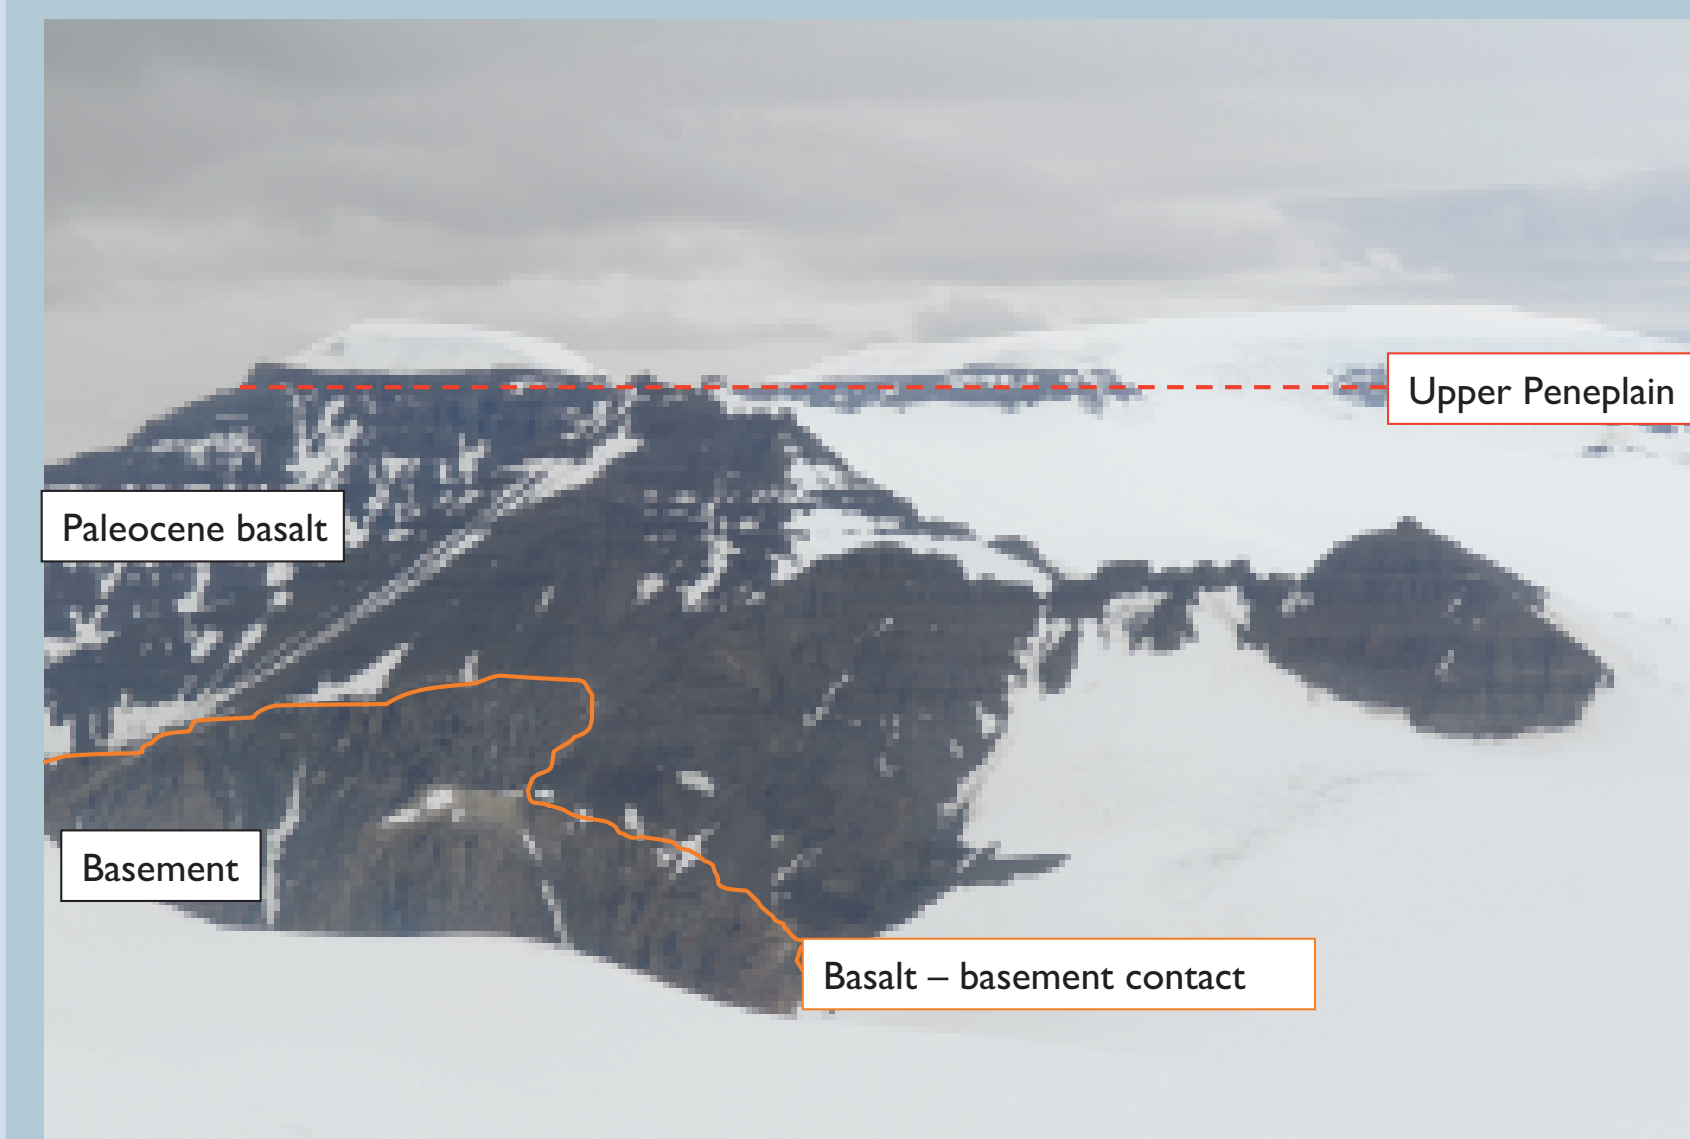 Upper Peneplain
Paleocene basalt
Basement
Basalt – basement contact